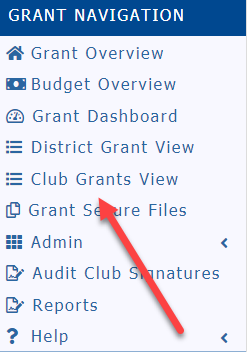 GRANT NAVIGATION
Grant Overview
Budget Overview
Grant Dashboard
District Grant View
Club Grants View
Grant Secure Files
Admin
Audit Club Signatures
Reports
Help